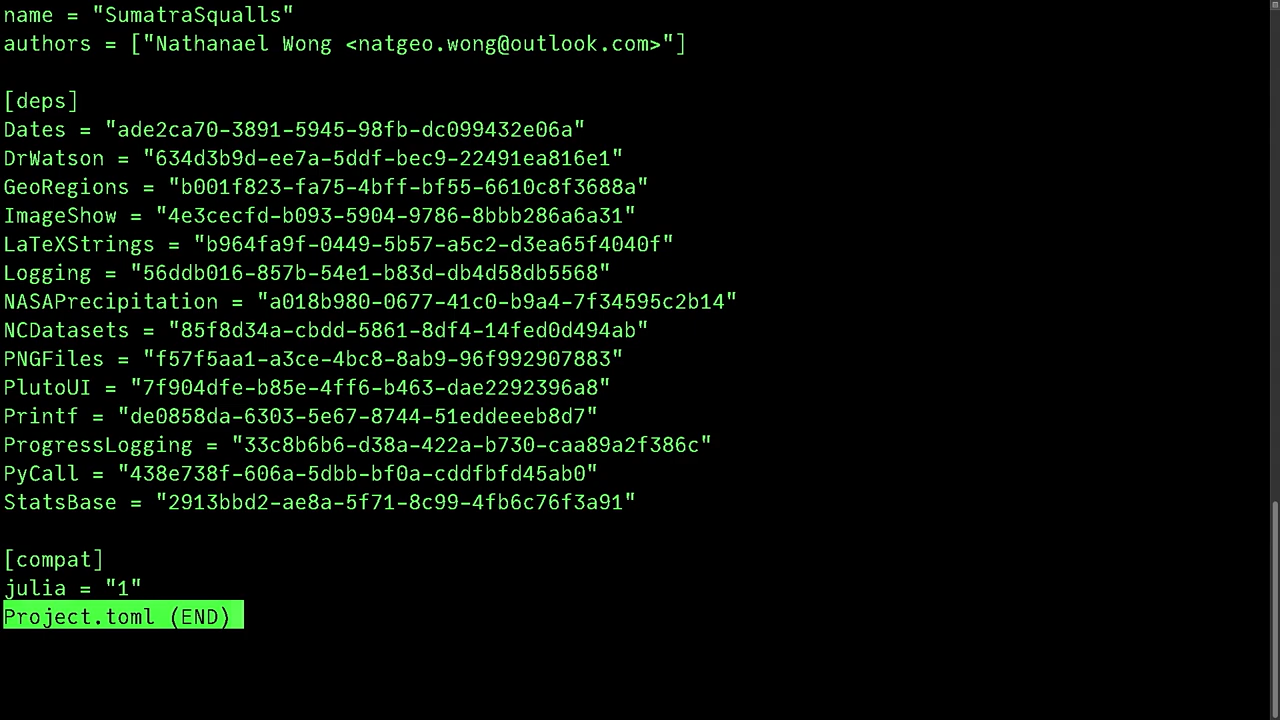 name = "SumatraSqualls"
authors = ["Nathanael Wong <natgeo.wong@outlook.com>"]
[deps]
Dates = "ade2ca70-3891-5945-98fb-dc099432e06a"
DrWatson = "634d3b9d-ee7a-5ddf-bec9-22491ea816e1"
GeoRegions = "b001f823-fa75-4bff-bf55-6610c8f3688a"
ImageShow = "4e3cecfd-b093-5904-9786-8bbb286a6a31"
LaTeXStrings = "b964fa9f-0449-5b57-a5c2-d3ea65f4040f"
Logging = "56ddb016-857b-54e1-b83d-db4d58db5568"
NASAPrecipitation = "a018b980-0677-41c0-b9a4-7f34595c2b14"
NCDatasets = "85f8d34a-cbdd-5861-8df4-14fed0d494ab"
PNGFiles = "f57f5aa1-a3ce-4bc8-8ab9-96f992907883"
PlutoUI = "7f904dfe-b85e-4ff6-b463-dae2292396a8"
Printf = "de0858da-6303-5e67-8744-51eddeeeb8d7"
ProgressLogging = "33c8b6b6-d38a-422a-b730-caa89a2f386c"
PyCall = "438e738f-606a-5dbb-bf0a-cddfbfd45ab0"
StatsBase = "2913bbd2-ae8a-5f71-8c99-4fb6c76f3a91"
[compat]
julia = "1"
Project.toml (END)